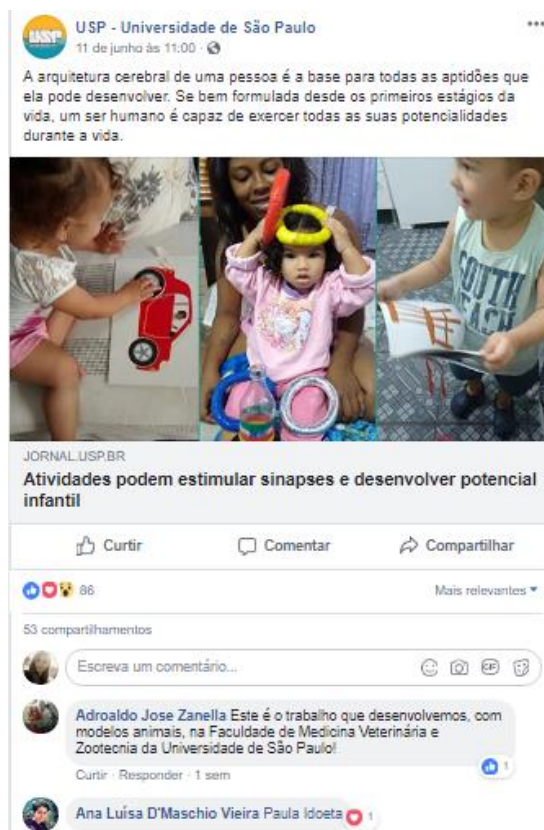 USP
USP - Universidade de São Paulo
11 de junho às 11:00 ·
A arquitetura cerebral de uma pessoa é a base para todas as aptidões que
ela pode desenvolver. Se bem formulada desde os primeiros estágios da
vida, um ser humano é capaz de exercer todas as suas potencialidades
durante a vida.
SOUTH
BEACH
JORNAL.USP.BR
Atividades podem estimular sinapses e desenvolver potencial
infantil
Curtir Comentar Compartilhar
86 Mais relevantes
53 compartilhamentos
Escreva um comentário... GIF
Adroaldo Jose Zanella Este é o trabalho que desenvolvemos, com
modelos animais, na Faculdade de Medicina Veterinária e
Zootecnia da Universidade de São Paulo!
1
Curtir · Responder · 1 sem
Ana Luísa D'Maschio Vieira Paula Idoeta 1